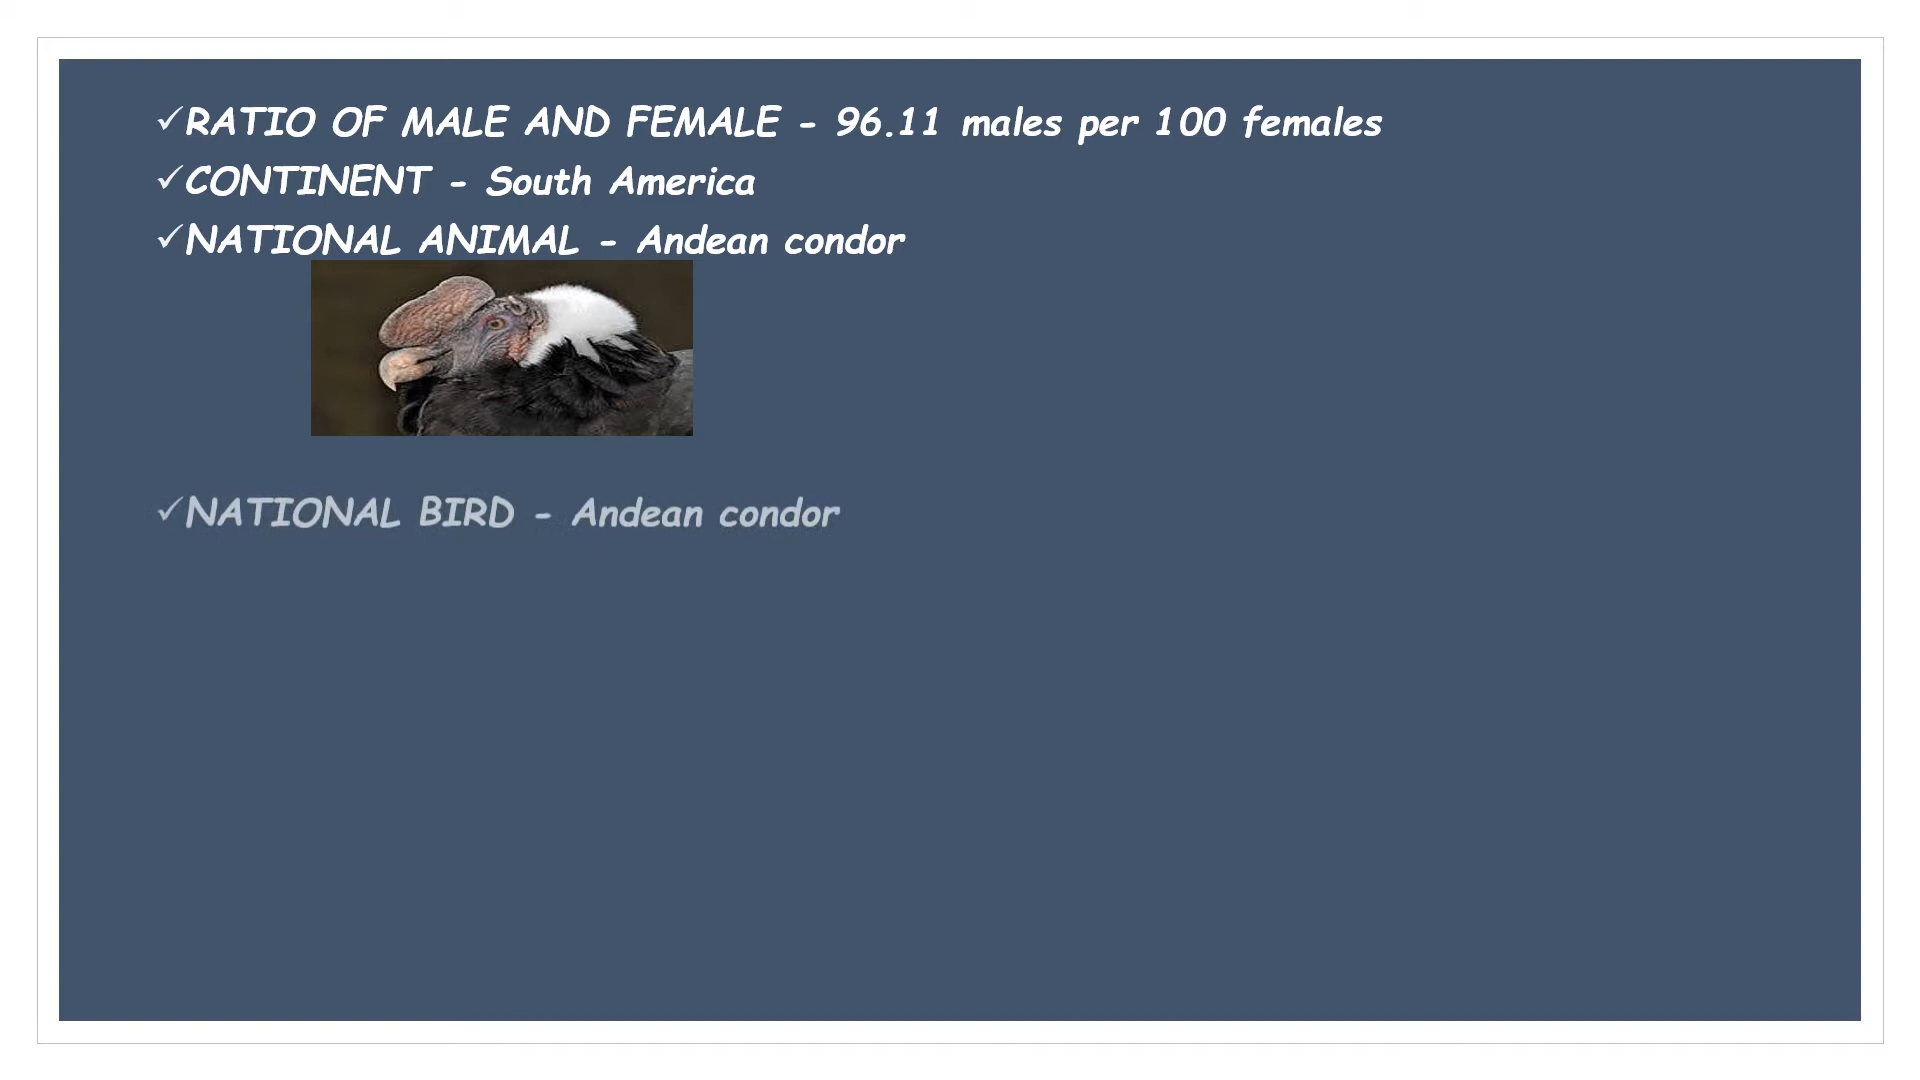 ✓RATIO OF MALE AND FEMALE - 96.11 males per 100 females
✓CONTINENT - South America
✓NATIONAL ANIMAL - Andean condor
✓NATIONAL BIRD - Andean condor